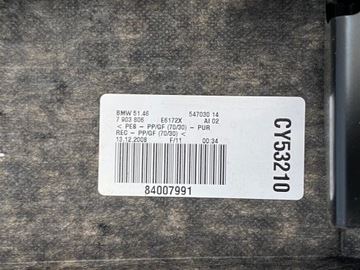 BMW 51.46 547030 14
7 903 806 E6172X AI 02
< PE8 - PP/GF (70/30) - PUR
REC - PP/GF (70/30) >
13.12.2008 F/11 00:34
84007991
CY53210